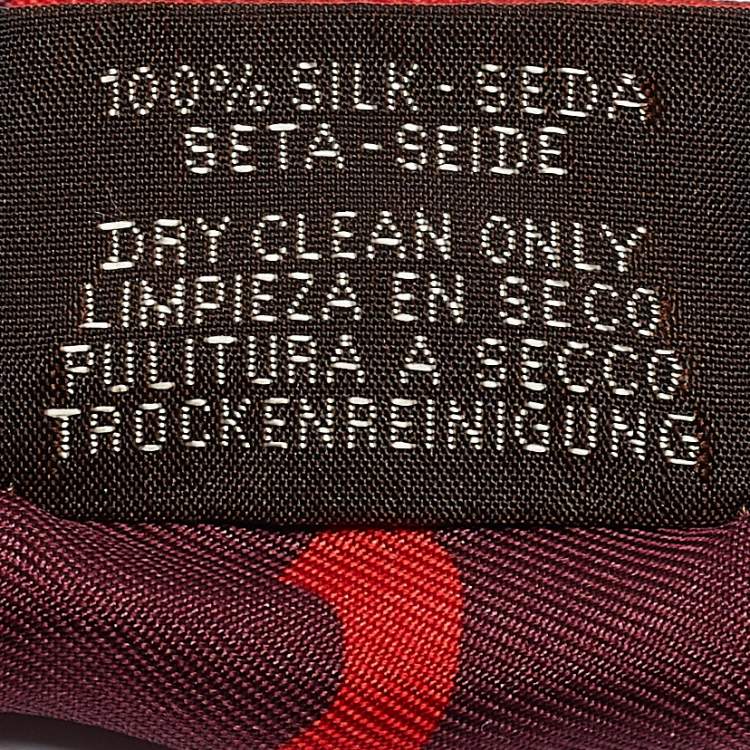 100% SILK - SEDA
SETA - SEIDE
DRY CLEAN ONLY
LIMPIEZA EN SECO
PULITURA A SECCO
TROCKENREINIGUNG